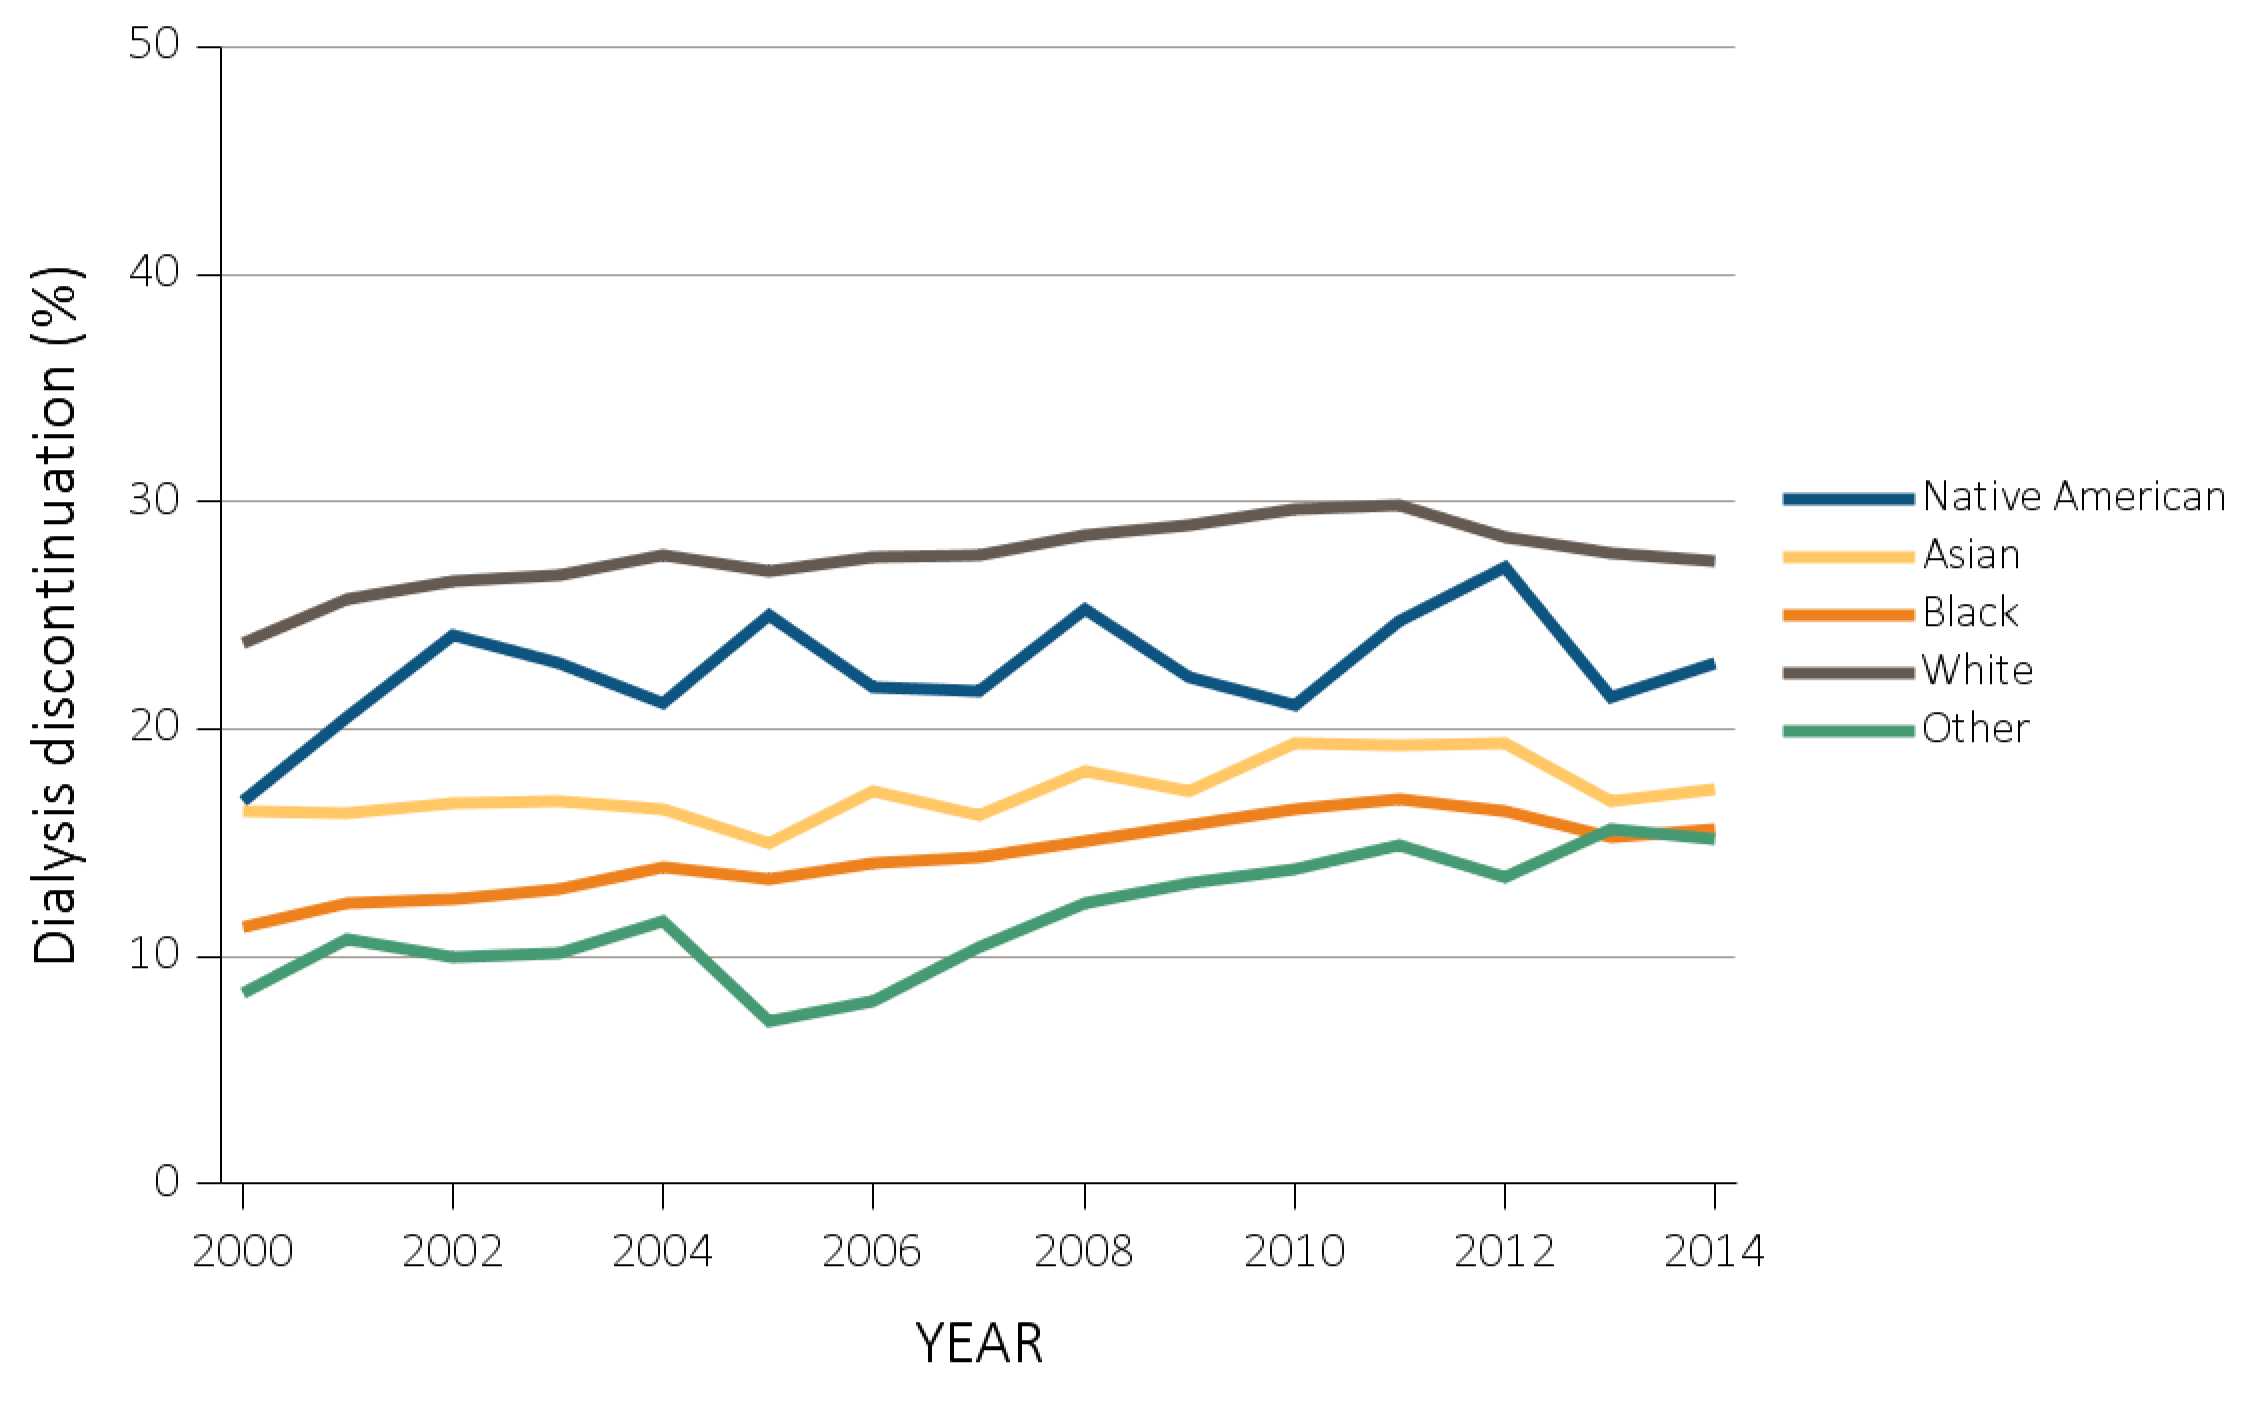 Dialysis discontinuation (%)
50
40
30
20
10
0
2000 2002 2004 2006 2008 2010 2012 2014
YEAR
Native American
Asian
Black
White
Other